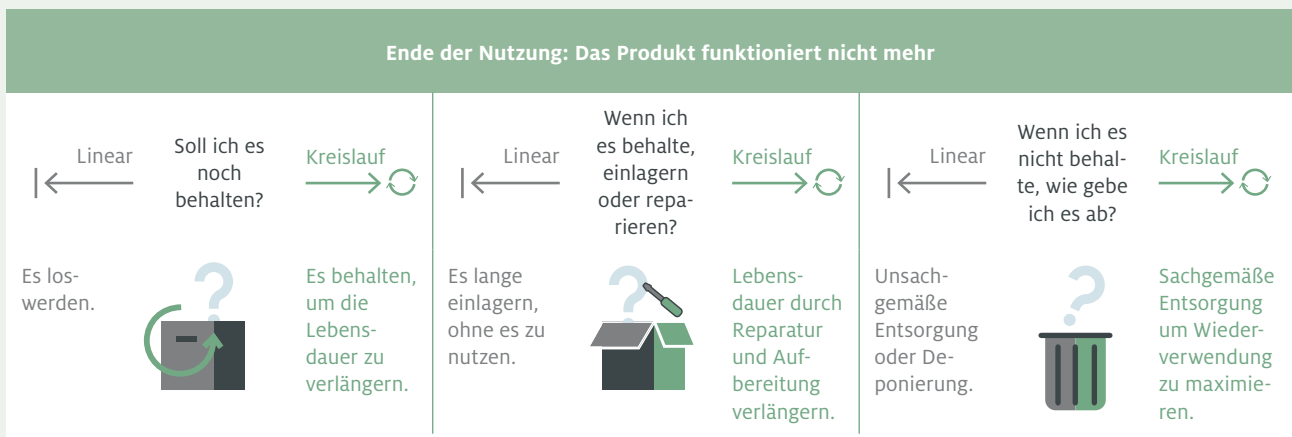 Ende der Nutzung: Das Produkt funktioniert nicht mehr
Linear
Soll ich es
noch
behalten?
Kreislauf
Es los-
werden.
Es behalten,
um die
Lebens-
dauer zu
verlängern.
Linear
Wenn ich
es behalte,
einlagern
oder repa-
rieren?
Kreislauf
Es lange
einlagern,
ohne es zu
nutzen.
?
Lebens-
dauer durch
Reparatur
und Auf-
bereitung
verlängern.
Linear
Wenn ich es
nicht behal-
te, wie gebe
ich es ab?
Kreislauf
Unsach-
gemäße
Entsorgung
oder De-
ponierung.
?
Sachgemäße
Entsorgung
um Wieder-
verwendung
zu maximie-
ren.